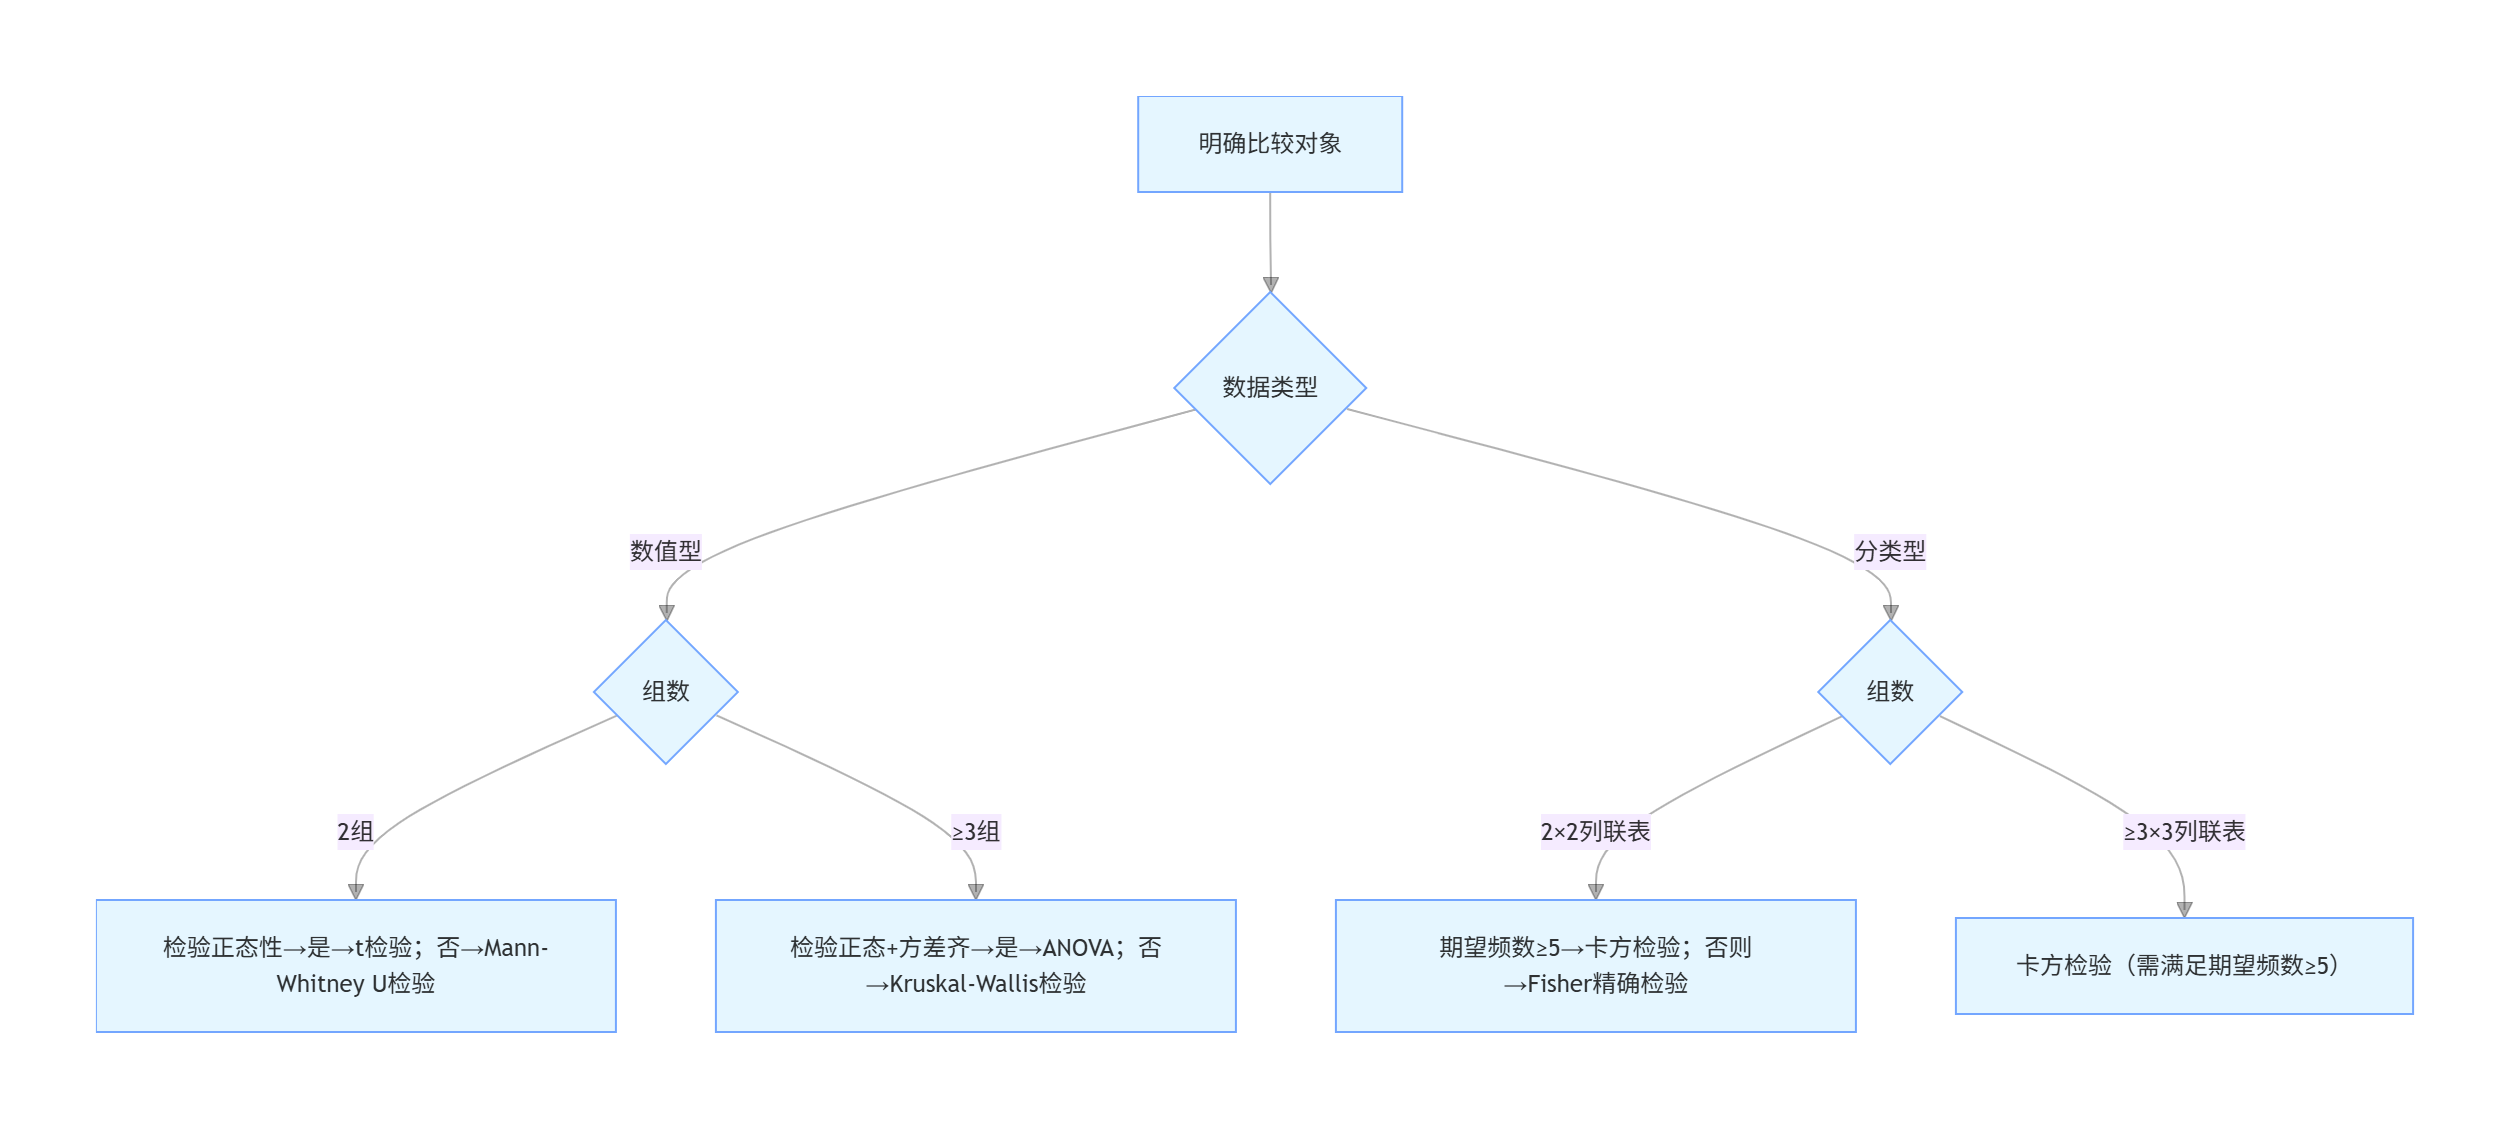 明确比较对象
数据类型
数值型
分类型
组数
组数
2组
≥3组
2×2列联表
≥3×3列联表
检验正态性→是→t检验；否→Mann-
Whitney U检验
检验正态+方差齐→是→ANOVA；否
→Kruskal-Wallis检验
期望频数≥5→卡方检验；否则
→Fisher精确检验
卡方检验（需满足期望频数≥5）